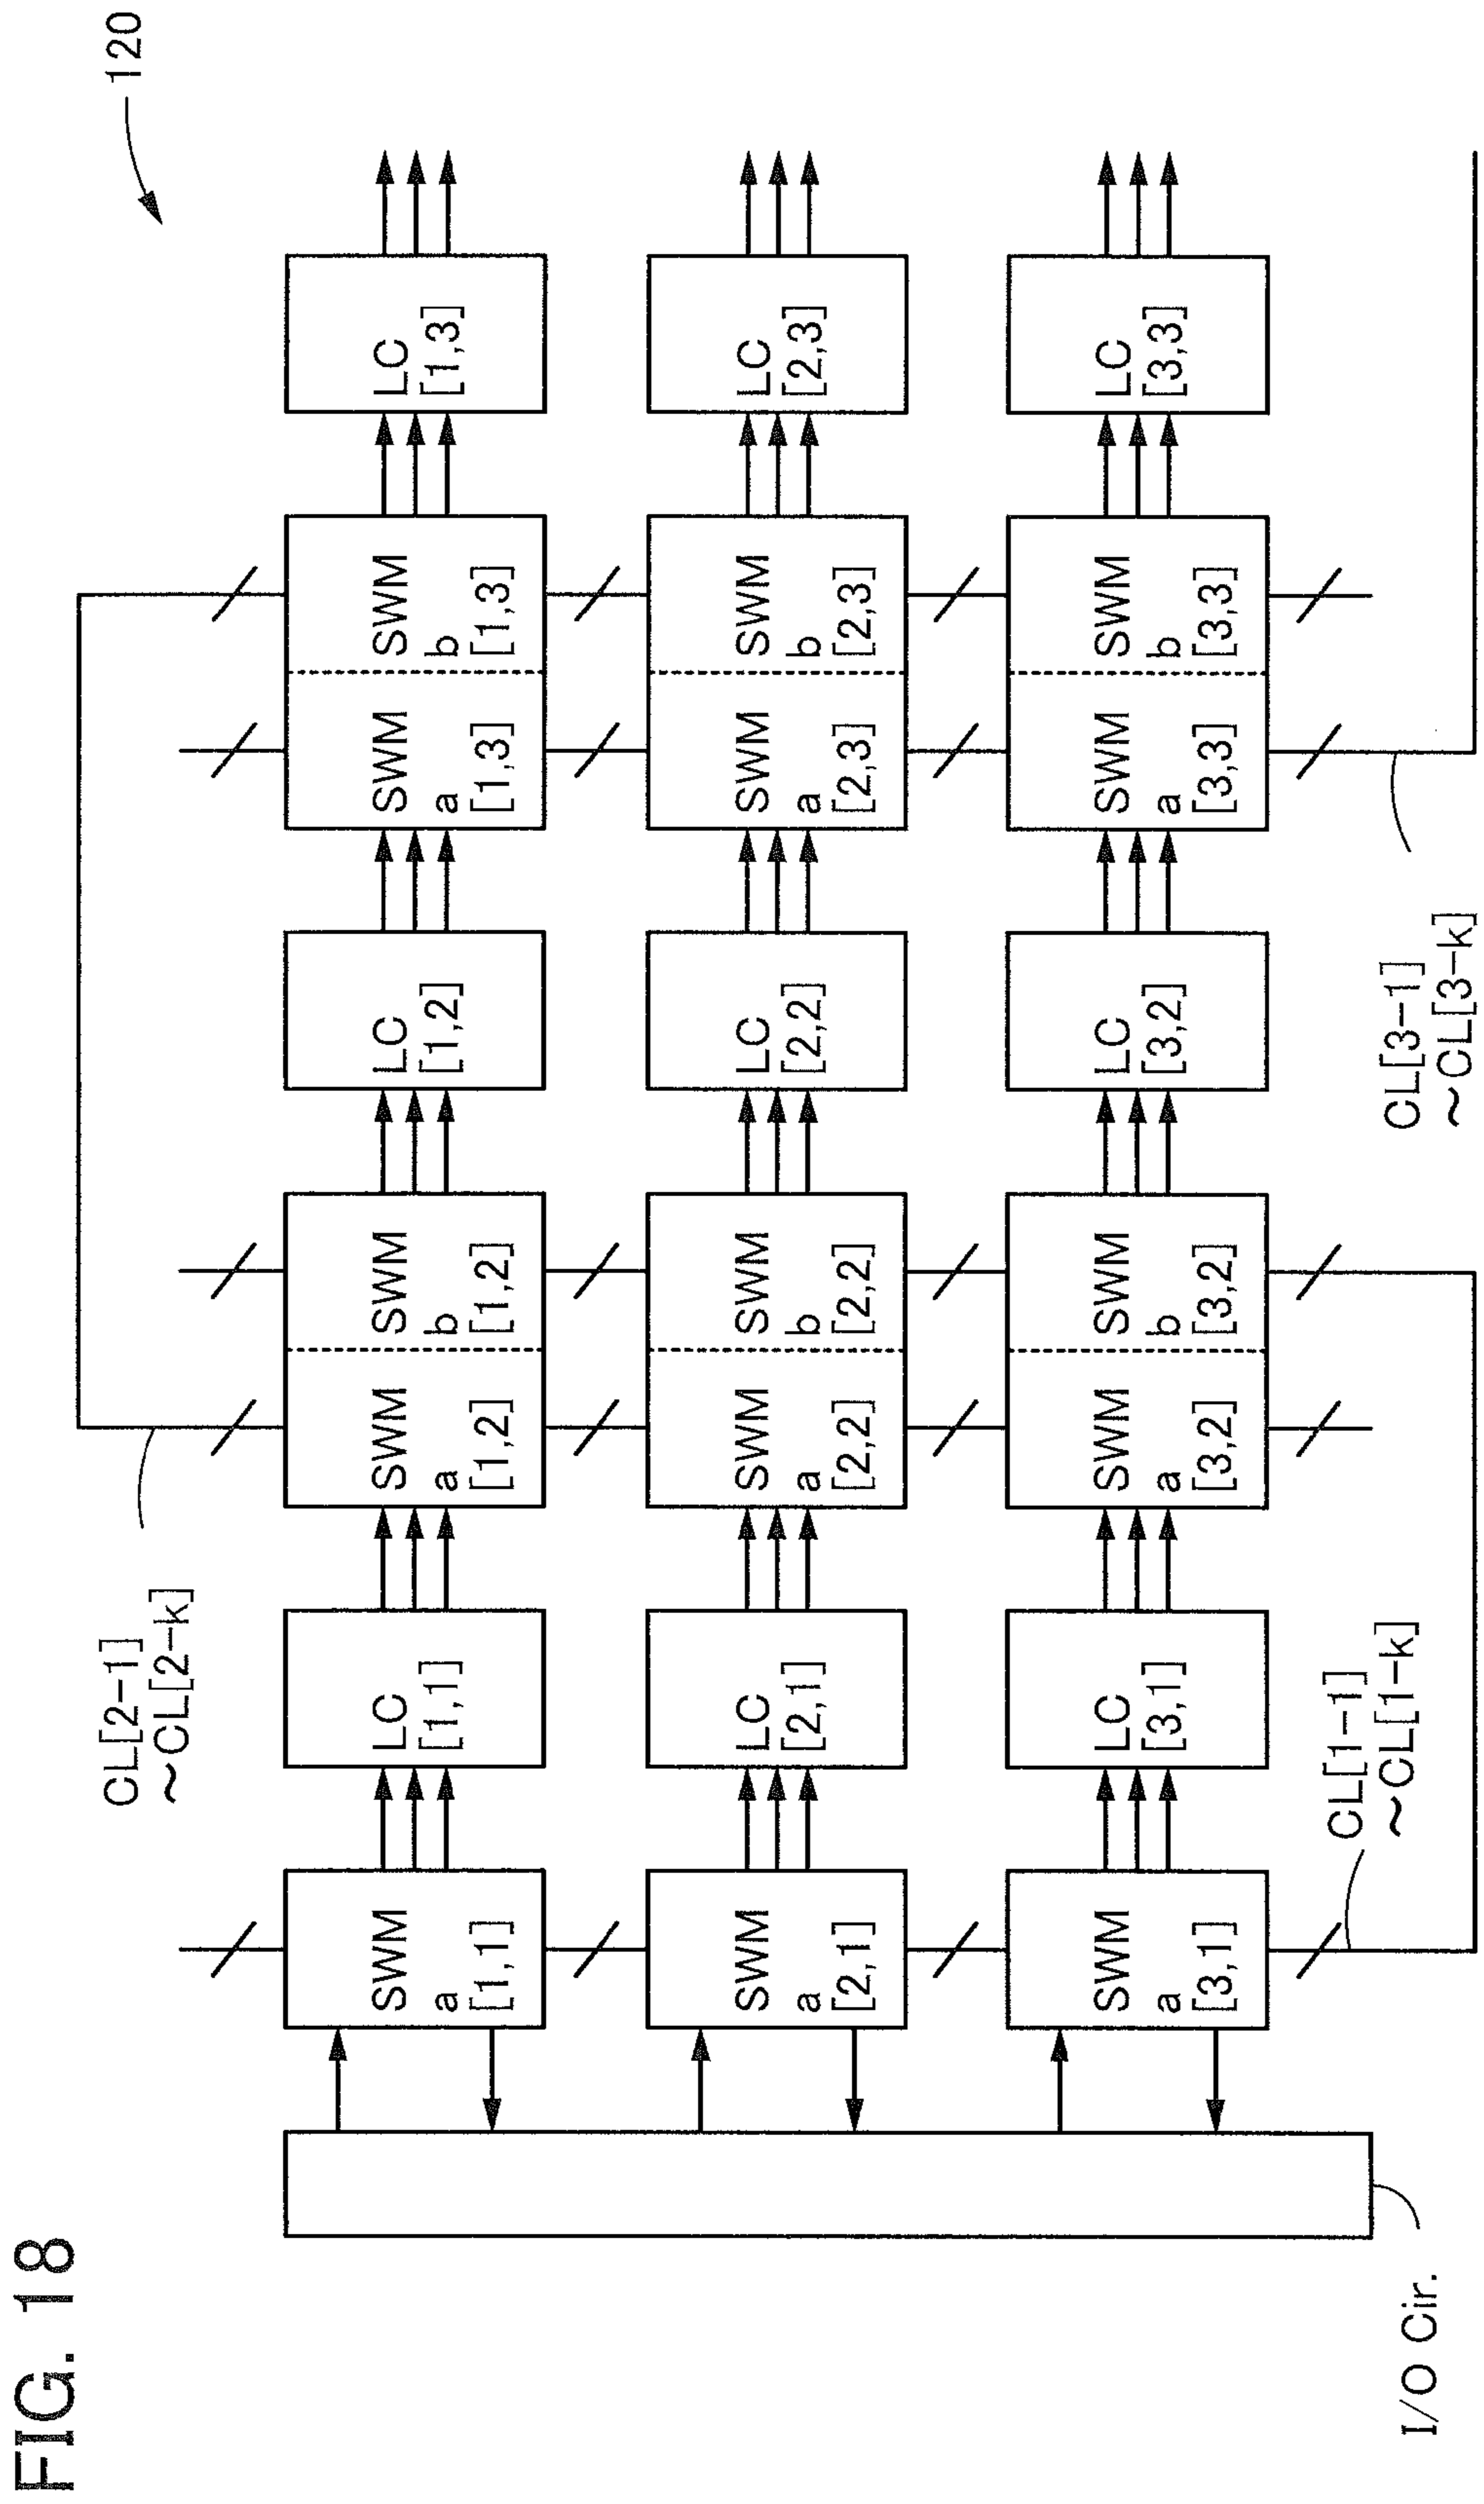 FIG. 18
120
I/O Cir.
SWM
a
[1,1]
LC
[1,1]
SWM
a
[1,2]
SWM
b
[1,2]
LC
[1,2]
SWM
a
[1,3]
SWM
b
[1,3]
LC
[1,3]
SWM
a
[2,1]
LC
[2,1]
SWM
a
[2,2]
SWM
b
[2,2]
LC
[2,2]
SWM
a
[2,3]
SWM
b
[2,3]
LC
[2,3]
SWM
a
[3,1]
LC
[3,1]
SWM
a
[3,2]
SWM
b
[3,2]
LC
[3,2]
SWM
a
[3,3]
SWM
b
[3,3]
LC
[3,3]
CL[2-1]
~CL[2-k]
CL[1-1]
~CL[1-k]
CL[3-1]
~CL[3-k]